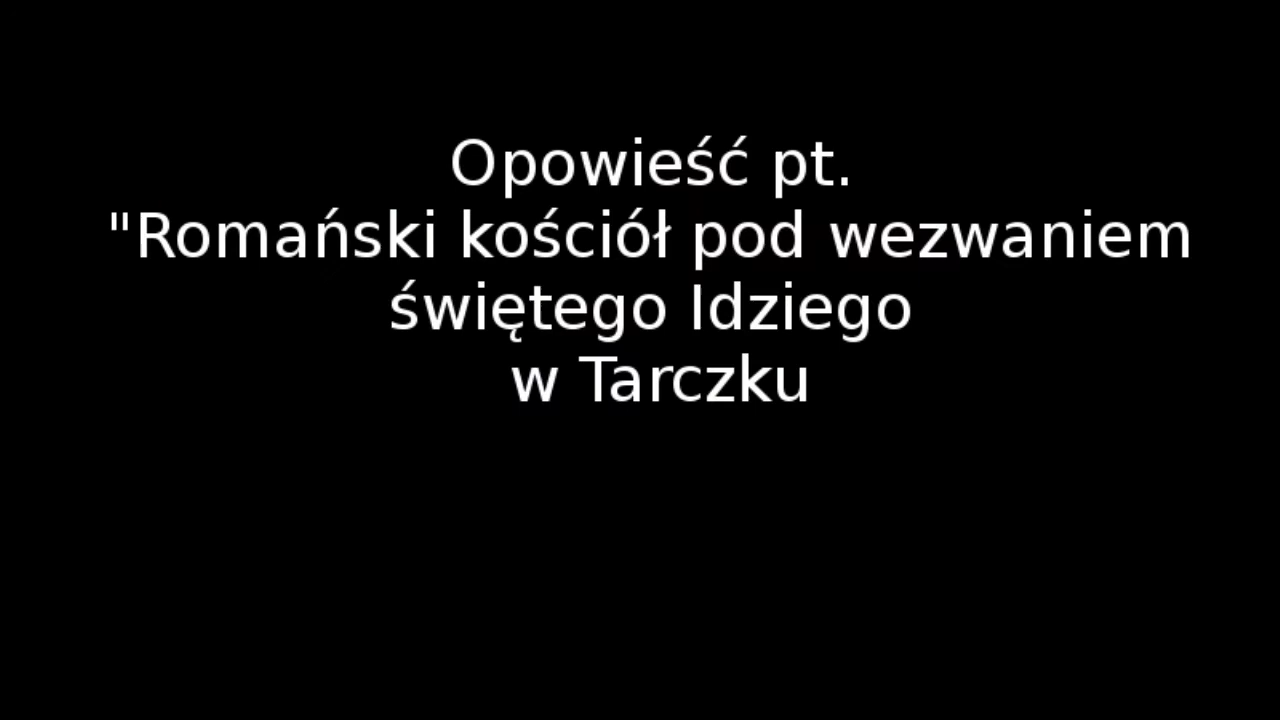 Opowieść pt.
"Romański kościół pod wezwaniem
świętego Idziego
w Tarczku